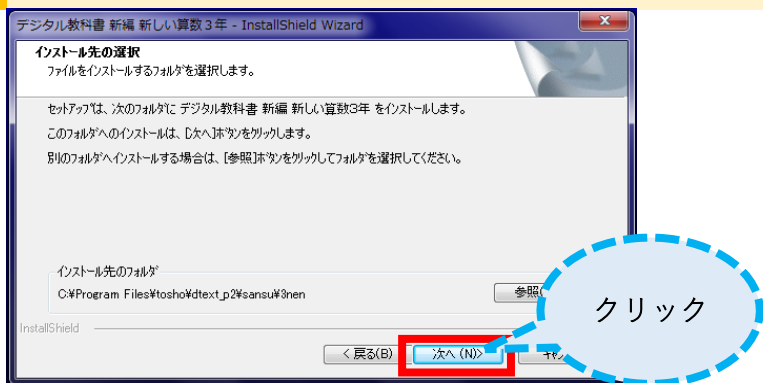 デジタル教科書 新編 新しい算数3年 - InstallShield Wizard
インストール先の選択
ファイルをインストールするフォルダを選択します。
セットアップは、次のフォルダに デジタル教科書 新編 新しい算数3年 をインストールします。
このフォルダへのインストールは、[次へ]ボタンをクリックします。
別のフォルダへインストールする場合は、[参照]ボタンをクリックしてフォルダを選択してください。
インストール先のフォルダ
C:¥Program Files¥tosho¥dtext_p2¥sansu¥3nen
参照
クリック
InstallShield
< 戻る(B)
次へ (N)>